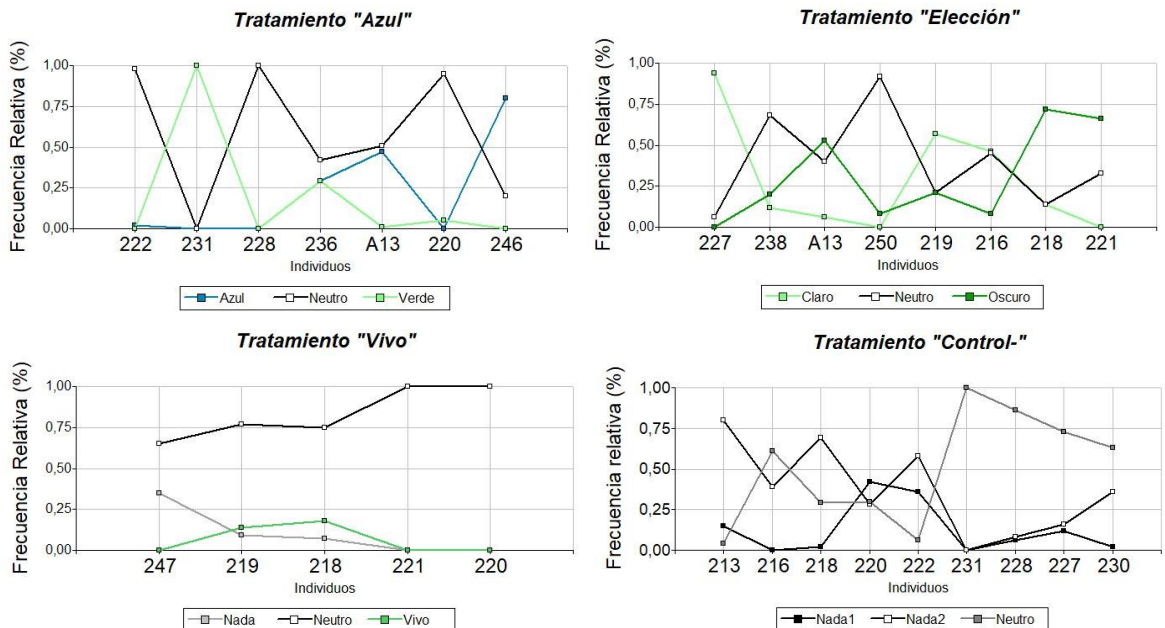 Tratamiento "Azul"
Frecuencia Relativa (%)
1,00
0,75
0,50
0,25
0,00
222 231 228 236 A13 220 246
Individuos
Azul Neutro Verde
Tratamiento "Elección"
Frecuencia Relativa (%)
1,00
0,75
0,50
0,25
0,00
227 238 A13 250 219 216 218 221
Individuos
Claro Neutro Oscuro
Tratamiento "Vivo"
Frecuencia Relativa (%)
1,00
0,75
0,50
0,25
0,00
247 219 218 221 220
Individuos
Nada Neutro Vivo
Tratamiento "Control-"
Frecuencia relativa (%)
1,00
0,75
0,50
0,25
0,00
213 216 218 220 222 231 228 227 230
Individuos
Nada1 Nada2 Neutro